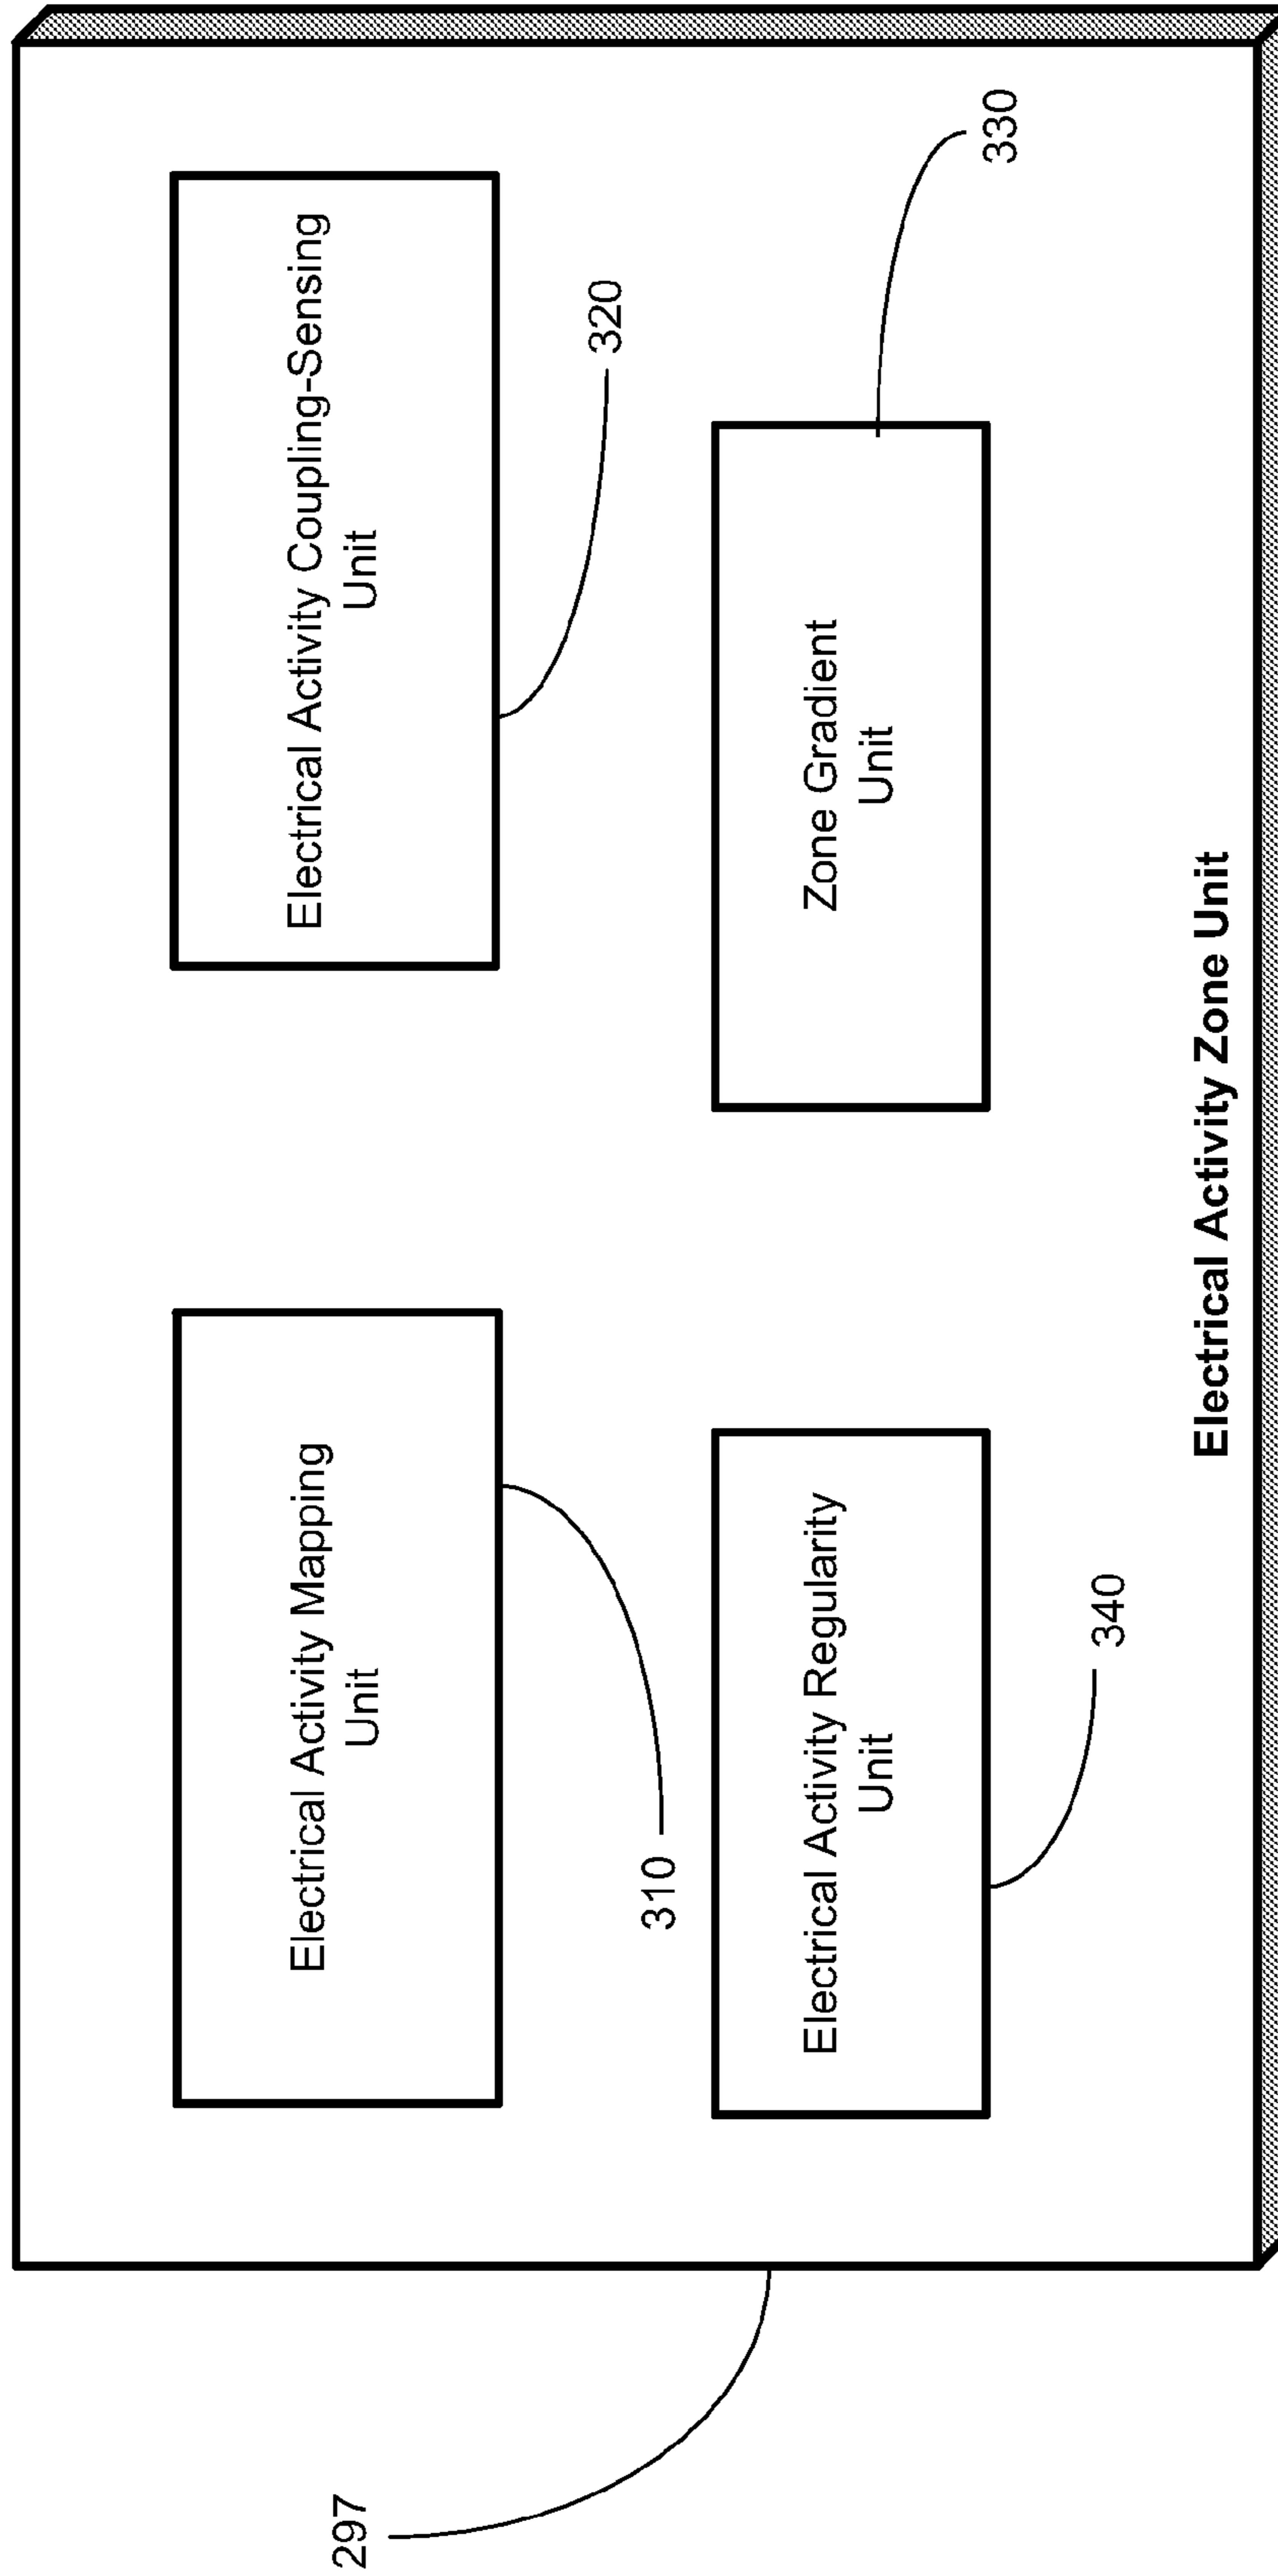 Electrical Activity Mapping
Unit
310
Electrical Activity Coupling-Sensing
Unit
320
Electrical Activity Regularity
Unit
340
Zone Gradient
Unit
330
Electrical Activity Zone Unit
297